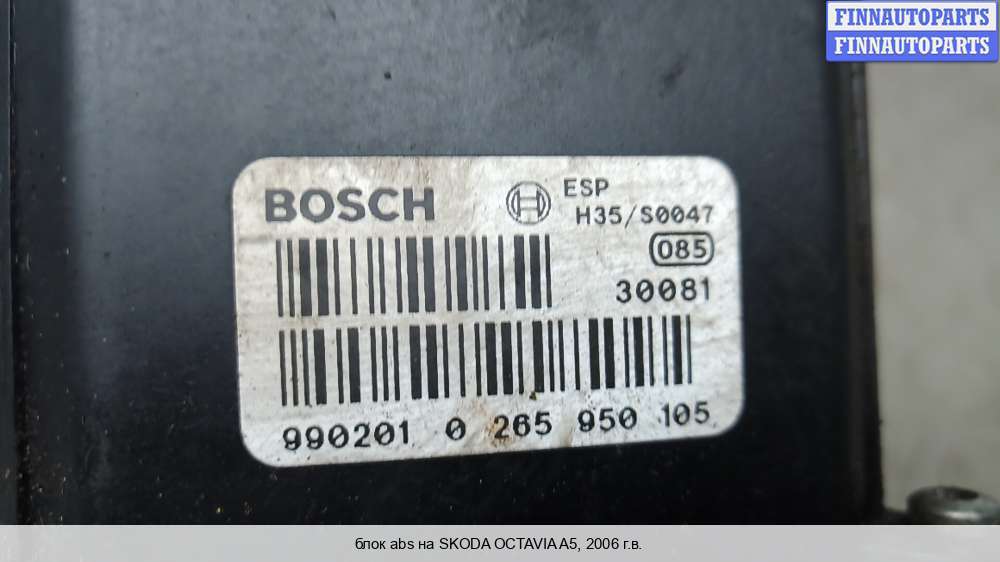 FINNAUTOPARTS
FINNAUTOPARTS
BOSCH
ESP
H35/S0047
085
30081
990201 0 265 950 105
блок abs на SKODA OCTAVIA A5, 2006 г.в.